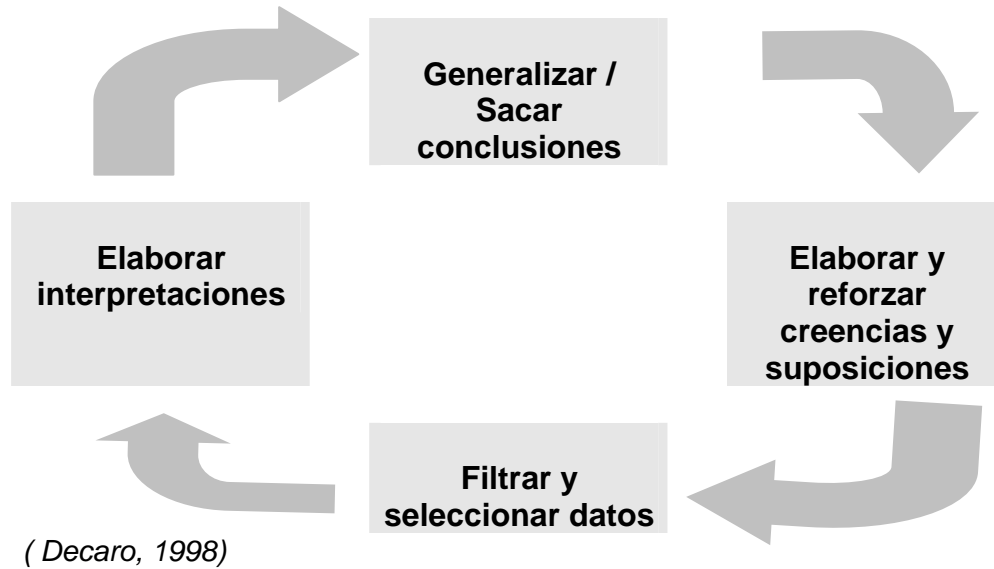 Generalizar /
Sacar
conclusiones
Elaborar
interpretaciones
Elaborar y
reforzar
creencias y
suposiciones
Filtrar y
seleccionar datos
( Decaro, 1998)